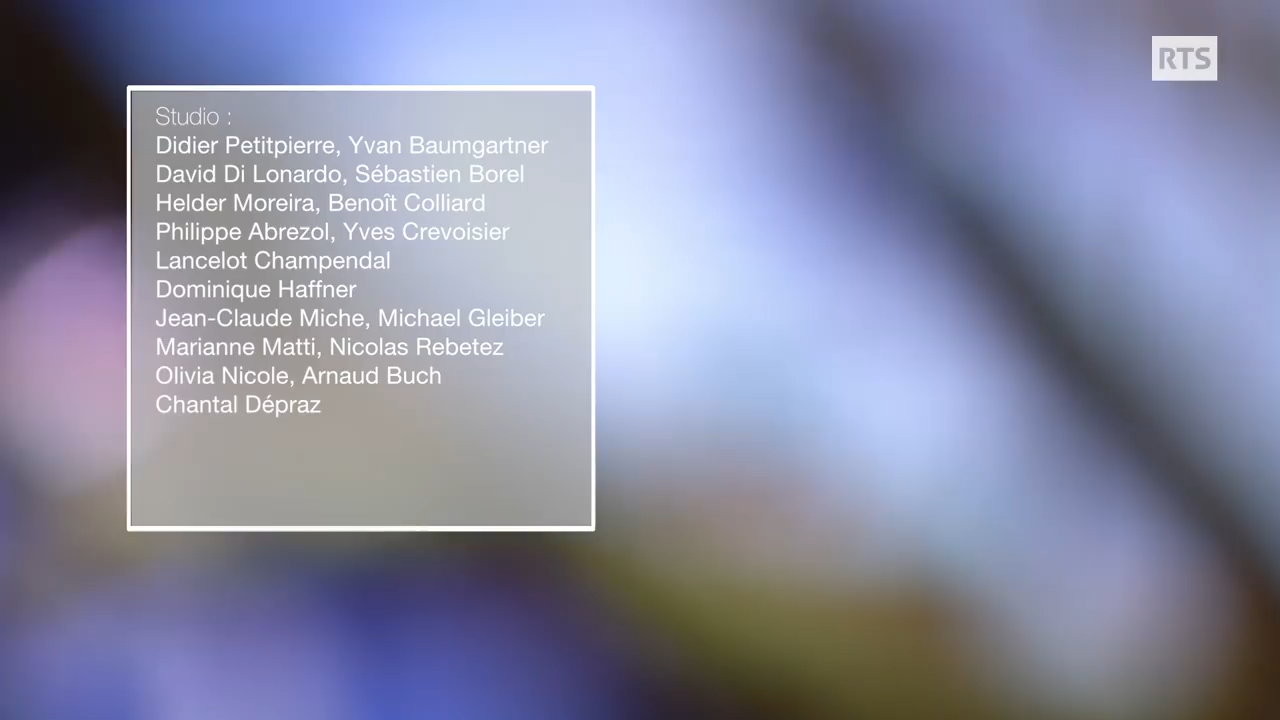 RTS
Studio :
Didier Petitpierre, Yvan Baumgartner
David Di Lonardo, Sébastien Borel
Helder Moreira, Benoît Colliard
Philippe Abrezol, Yves Crevoisier
Lancelot Champendal
Dominique Haffner
Jean-Claude Miche, Michael Gleiber
Marianne Matti, Nicolas Rebetez
Olivia Nicole, Arnaud Buch
Chantal Dépraz